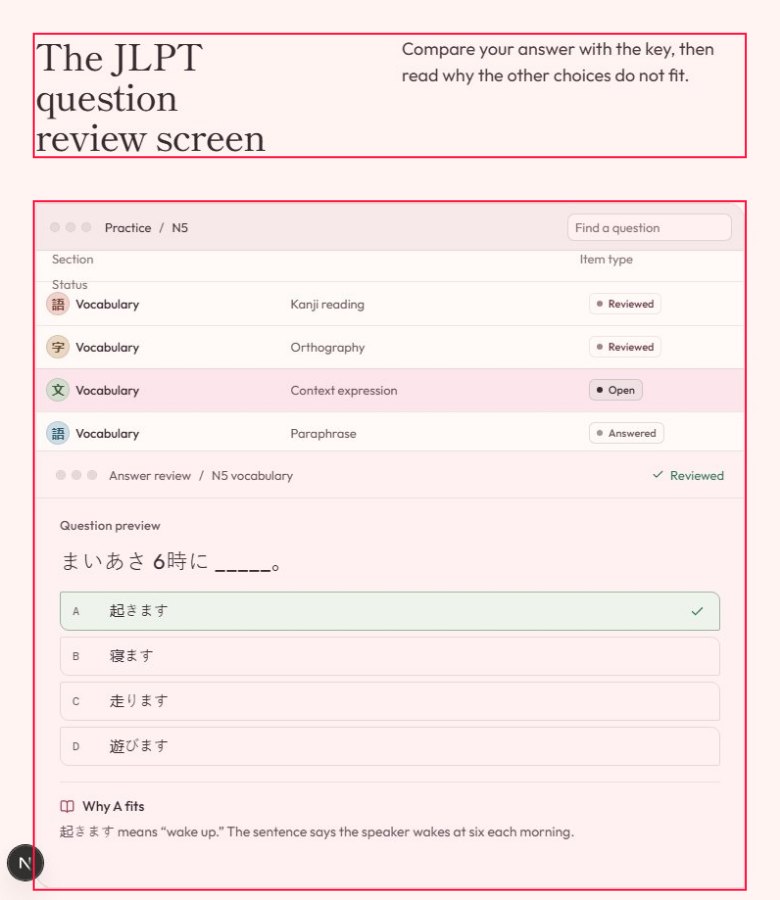 The JLPT
question
review screen
Compare your answer with the key, then
read why the other choices do not fit.
Practice / N5
Find a question
Section
Item type
Status
語 Vocabulary Kanji reading Reviewed
字 Vocabulary Orthography Reviewed
文 Vocabulary Context expression Open
語 Vocabulary Paraphrase Answered
Answer review / N5 vocabulary
Reviewed
Question preview
まいあさ 6時に _____。
A 起きます
B 寝ます
C 走ります
D 遊びます
Why A fits
起きます means “wake up.” The sentence says the speaker wakes at six each morning.
N